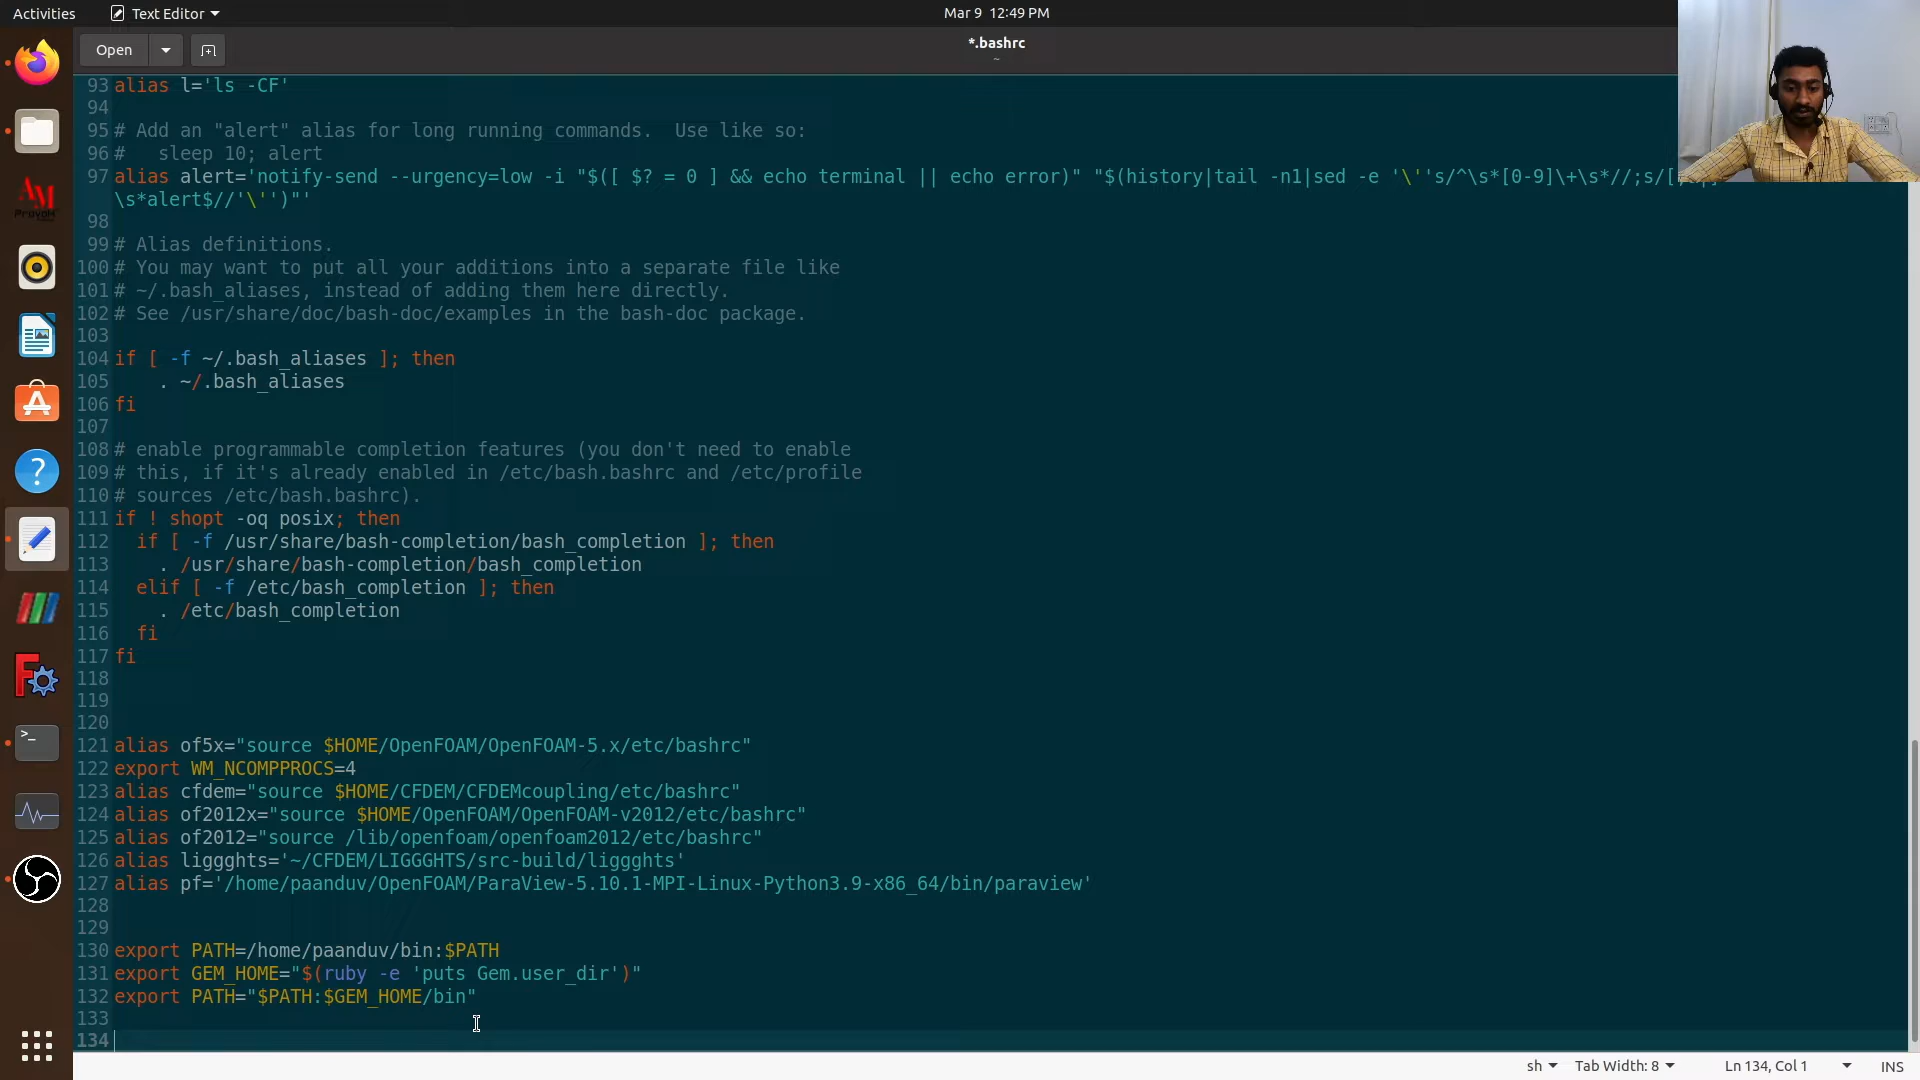 Activities
Text Editor
Mar 9 12:49 PM
Open
*.bashrc
~
93 alias l='ls -CF'
94
95 # Add an "alert" alias for long running commands.  Use like so:
96 #   sleep 10; alert
97 alias alert='notify-send --urgency=low -i "$([ $? = 0 ] && echo terminal || echo error)" "$(history|tail -n1|sed -e '\''s/^\s*[0-9]\+\s*//;s/[
\s*alert$//'\'')"'
98
99 # Alias definitions.
100 # You may want to put all your additions into a separate file like
101 # ~/.bash_aliases, instead of adding them here directly.
102 # See /usr/share/doc/bash-doc/examples in the bash-doc package.
103
104 if [ -f ~/.bash_aliases ]; then
105     . ~/.bash_aliases
106 fi
107
108 # enable programmable completion features (you don't need to enable
109 # this, if it's already enabled in /etc/bash.bashrc and /etc/profile
110 # sources /etc/bash.bashrc).
111 if ! shopt -oq posix; then
112   if [ -f /usr/share/bash-completion/bash_completion ]; then
113     . /usr/share/bash-completion/bash_completion
114   elif [ -f /etc/bash_completion ]; then
115     . /etc/bash_completion
116   fi
117 fi
118
119
120
121 alias of5x="source $HOME/OpenFOAM/OpenFOAM-5.x/etc/bashrc"
122 export WM_NCOMPPROCS=4
123 alias cfdem="source $HOME/CFDEM/CFDEMcoupling/etc/bashrc"
124 alias of2012x="source $HOME/OpenFOAM/OpenFOAM-v2012/etc/bashrc"
125 alias of2012="source /lib/openfoam/openfoam2012/etc/bashrc"
126 alias liggghts='~/CFDEM/LIGGGHTS/src-build/liggghts'
127 alias pf='/home/paanduv/OpenFOAM/ParaView-5.10.1-MPI-Linux-Python3.9-x86_64/bin/paraview'
128
129
130 export PATH=/home/paanduv/bin:$PATH
131 export GEM_HOME="$(ruby -e 'puts Gem.user_dir')"
132 export PATH="$PATH:$GEM_HOME/bin"
133
134
sh
Tab Width: 8
Ln 134, Col 1
INS